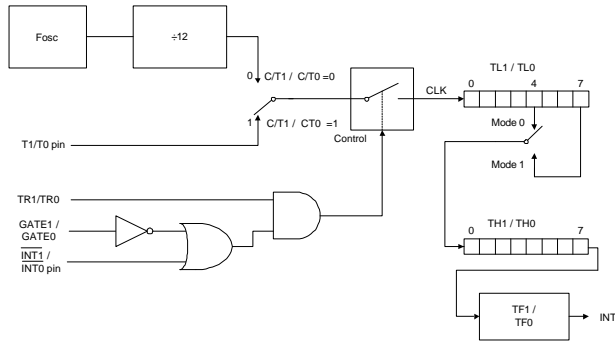 Fosc
÷12
0 C/T1 / C/T0 =0
1 C/T1 / CT0 =1
T1/T0 pin
Control
CLK
TL1 / TL0
0 4 7
Mode 0
Mode 1
TR1/TR0
GATE1 /
GATE0
INT1 /
INT0 pin
TH1 / TH0
0 7
TF1 /
TF0
INT